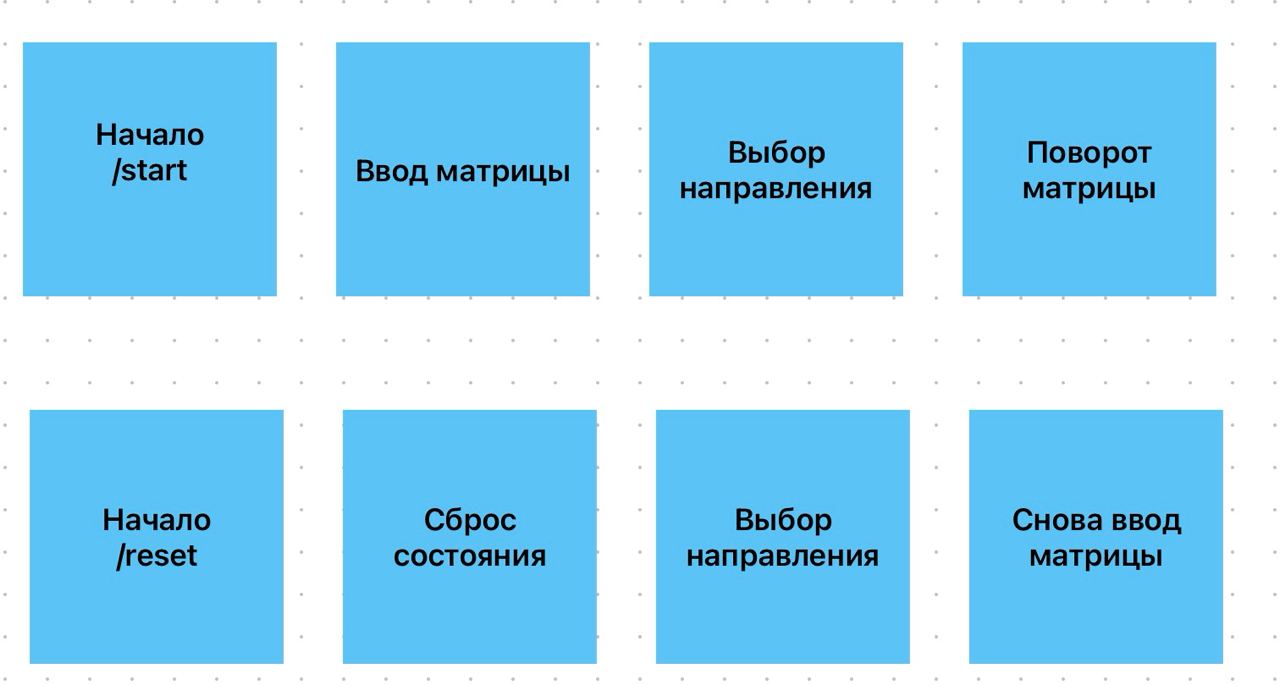 Начало
/start
Ввод матрицы
Выбор
направления
Поворот
матрицы
Начало
/reset
Сброс
состояния
Выбор
направления
Снова ввод
матрицы